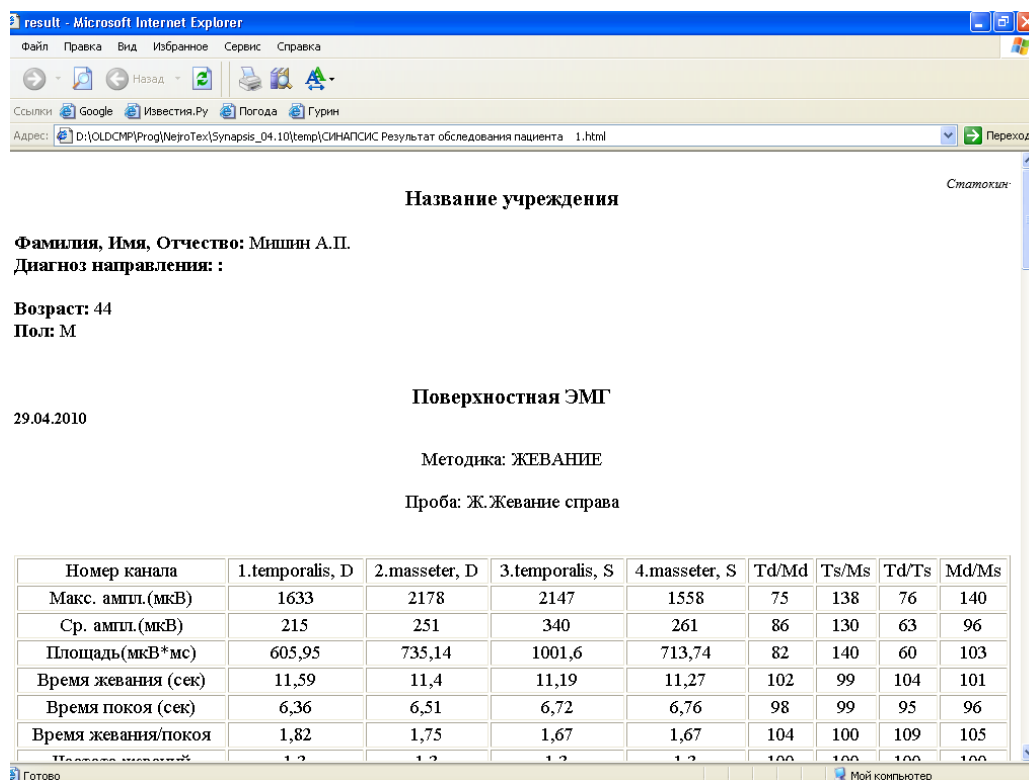 result - Microsoft Internet Explorer
Файл Правка Вид Избранное Сервис Справка
Назад
Ссылки Google Известия.Ру Погода Гурин
Адрес: D:\OLDCMP\Prog\NejroTex\Synapsis_04.10\temp\СИНАПСИС Результат обследования пациента 1.html Переход
Статокин
Название учреждения
Фамилия, Имя, Отчество: Мишин А.П.
Диагноз направления: :
Возраст: 44
Пол: М
Поверхностная ЭМГ
29.04.2010
Методика: ЖЕВАНИЕ
Проба: Ж.Жевание справа
Номер канала 1.temporalis, D 2.masseter, D 3.temporalis, S 4.masseter, S Td/Md Ts/Ms Td/Ts Md/Ms
Макс. ампл.(мкВ) 1633 2178 2147 1558 75 138 76 140
Ср. ампл.(мкВ) 215 251 340 261 86 130 63 96
Площадь(мкВ*мс) 605,95 735,14 1001,6 713,74 82 140 60 103
Время жевания (сек) 11,59 11,4 11,19 11,27 102 99 104 101
Время покоя (сек) 6,36 6,51 6,72 6,76 98 99 95 96
Время жевания/покоя 1,82 1,75 1,67 1,67 104 100 109 105
Готово Мой компьютер